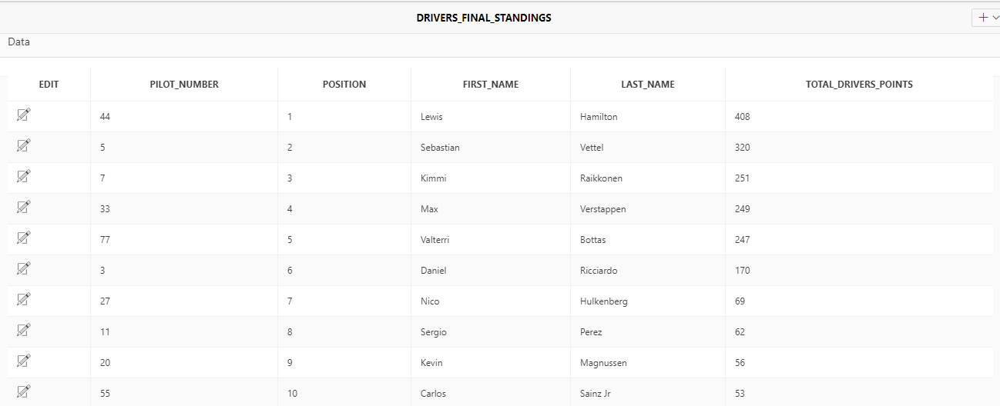 DRIVERS_FINAL_STANDINGS
Data
EDIT PILOT_NUMBER POSITION FIRST_NAME LAST_NAME TOTAL_DRIVERS_POINTS
44 1 Lewis Hamilton 408
5 2 Sebastian Vettel 320
7 3 Kimmi Raikkonen 251
33 4 Max Verstappen 249
77 5 Valterri Bottas 247
3 6 Daniel Ricciardo 170
27 7 Nico Hulkenberg 69
11 8 Sergio Perez 62
20 9 Kevin Magnussen 56
55 10 Carlos Sainz Jr 53